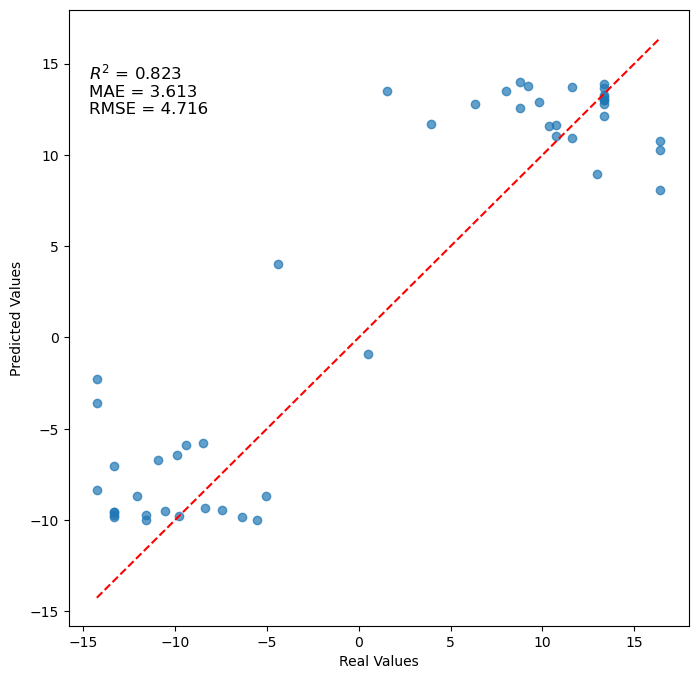 R² = 0.823
MAE = 3.613
RMSE = 4.716
15
10
5
0
−5
−10
−15
Predicted Values
−15 −10 −5 0 5 10 15
Real Values